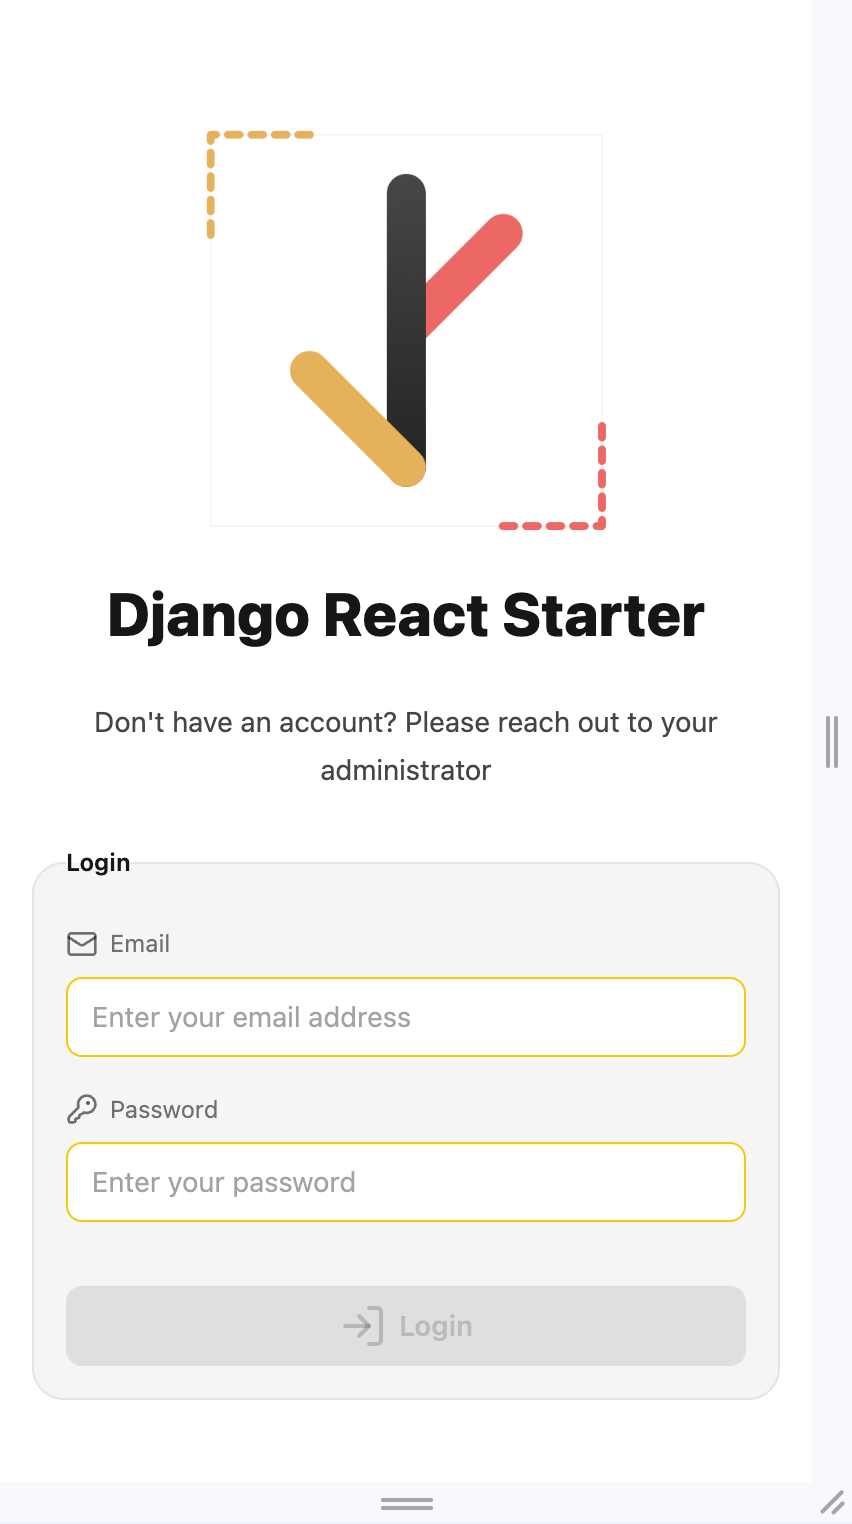 Django React Starter
Don't have an account? Please reach out to your
administrator
Login
Email
Enter your email address
Password
Enter your password
Login